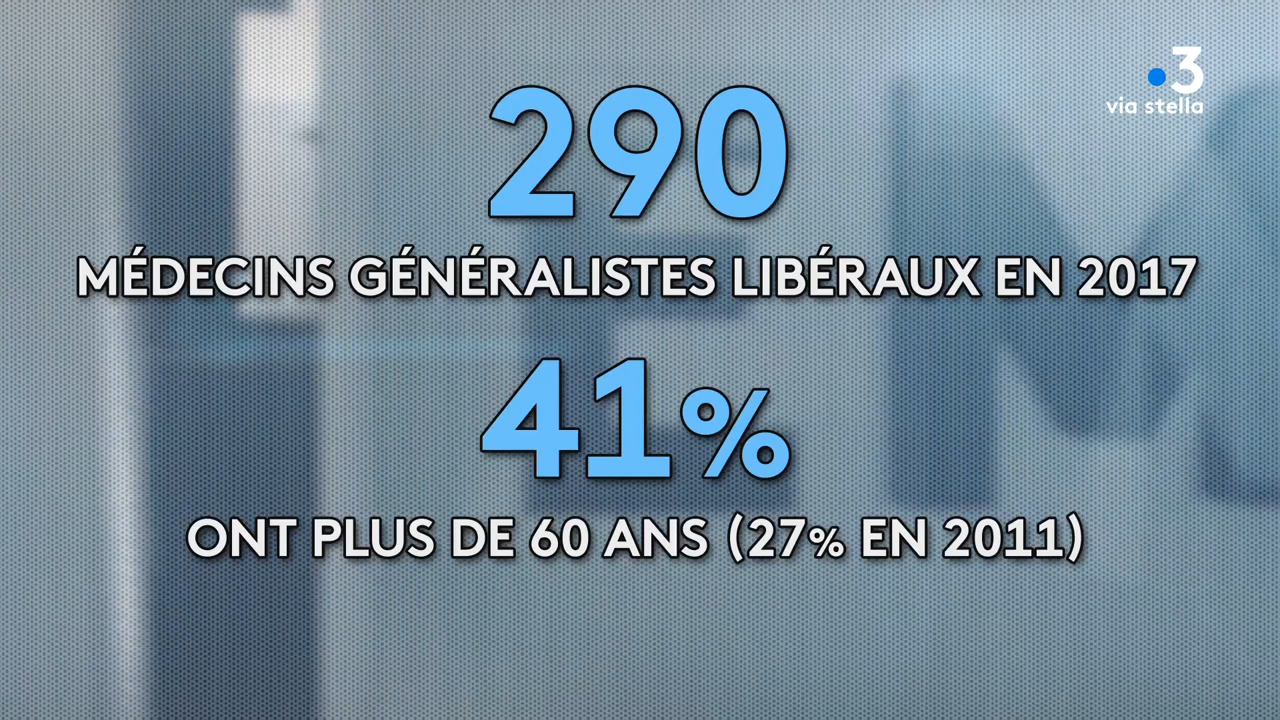 3
via stella
290
MÉDECINS GÉNÉRALISTES LIBÉRAUX EN 2017
41%
ONT PLUS DE 60 ANS (27% EN 2011)